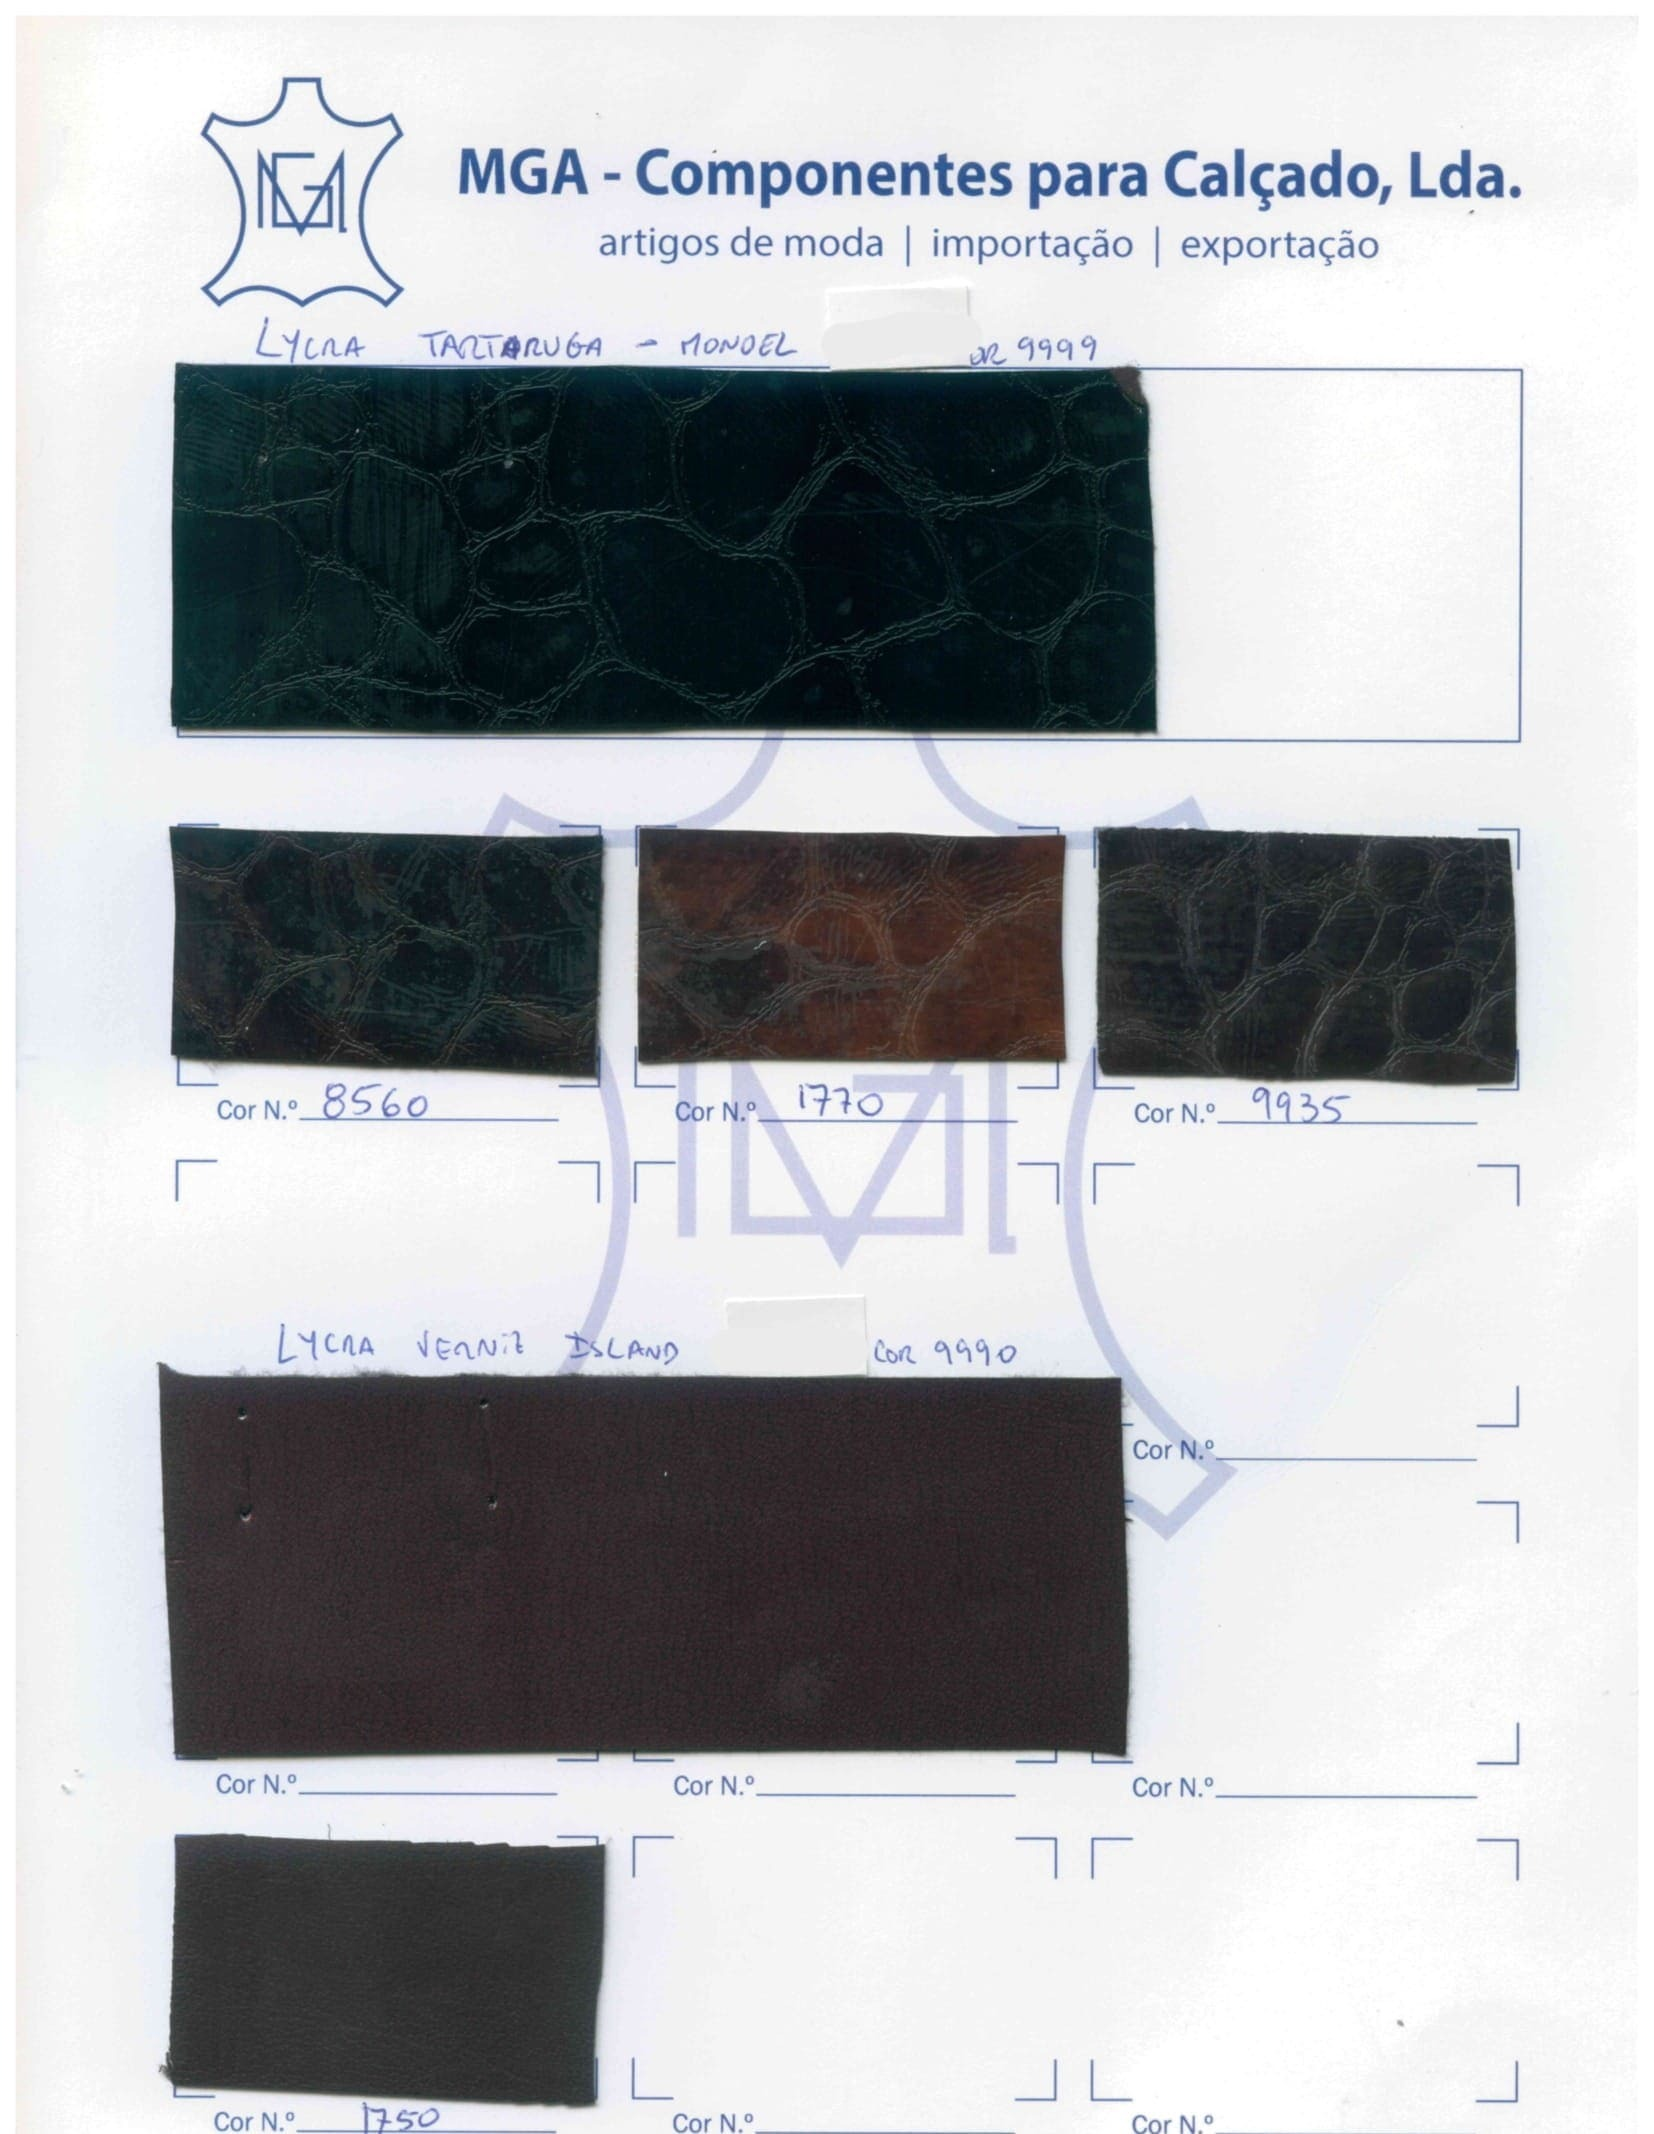 MGA - Componentes para Calçado, Lda.
artigos de moda | importação | exportação
LYCRA TARTARUGA - MONDEL OR 9999
Cor N.º 8560
Cor N.º 1770
Cor N.º 9935
LYCRA VERNIZ ISLAND COR 9990
Cor N.º
Cor N.º
Cor N.º
Cor N.º
Cor N.º 1750
Cor N.º
Cor N.º